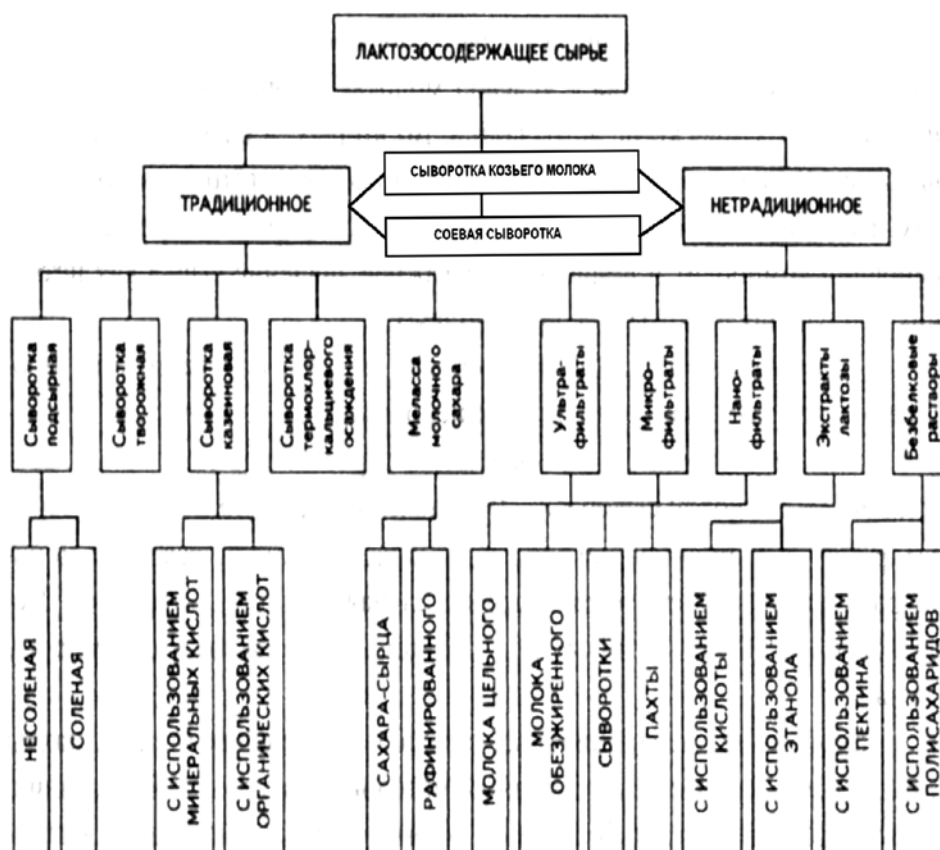 ЛАКТОЗОСОДЕРЖАЩЕЕ СЫРЬЕ
СЫВОРОТКА КОЗЬЕГО МОЛОКА
ТРАДИЦИОННОЕ
НЕТРАДИЦИОННОЕ
СОЕВАЯ СЫВОРОТКА
Сыворотка
подсырная
Сыворотка
творожная
Сыворотка
казеиновая
Сыворотка
термохлор-
кальциевого
осаждения
Меласса
молочного
сахара
Ультра-
фильтраты
Микро-
фильтраты
Нано-
фильтраты
Экстракты
лактозы
Безбелковые
растворы
НЕСОЛЕНАЯ
СОЛЕНАЯ
С ИСПОЛЬЗОВАНИЕМ
МИНЕРАЛЬНЫХ КИСЛОТ
С ИСПОЛЬЗОВАНИЕМ
ОРГАНИЧЕСКИХ КИСЛОТ
САХАРА-СЫРЦА
РАФИНИРОВАННОГО
МОЛОКА ЦЕЛЬНОГО
МОЛОКА
ОБЕЗЖИРЕННОГО
СЫВОРОТКИ
ПАХТЫ
С ИСПОЛЬЗОВАНИЕМ
КИСЛОТЫ
С ИСПОЛЬЗОВАНИЕМ
ЭТАНОЛА
С ИСПОЛЬЗОВАНИЕМ
ПЕКТИНА
С ИСПОЛЬЗОВАНИЕМ
ПОЛИСАХАРИДОВ